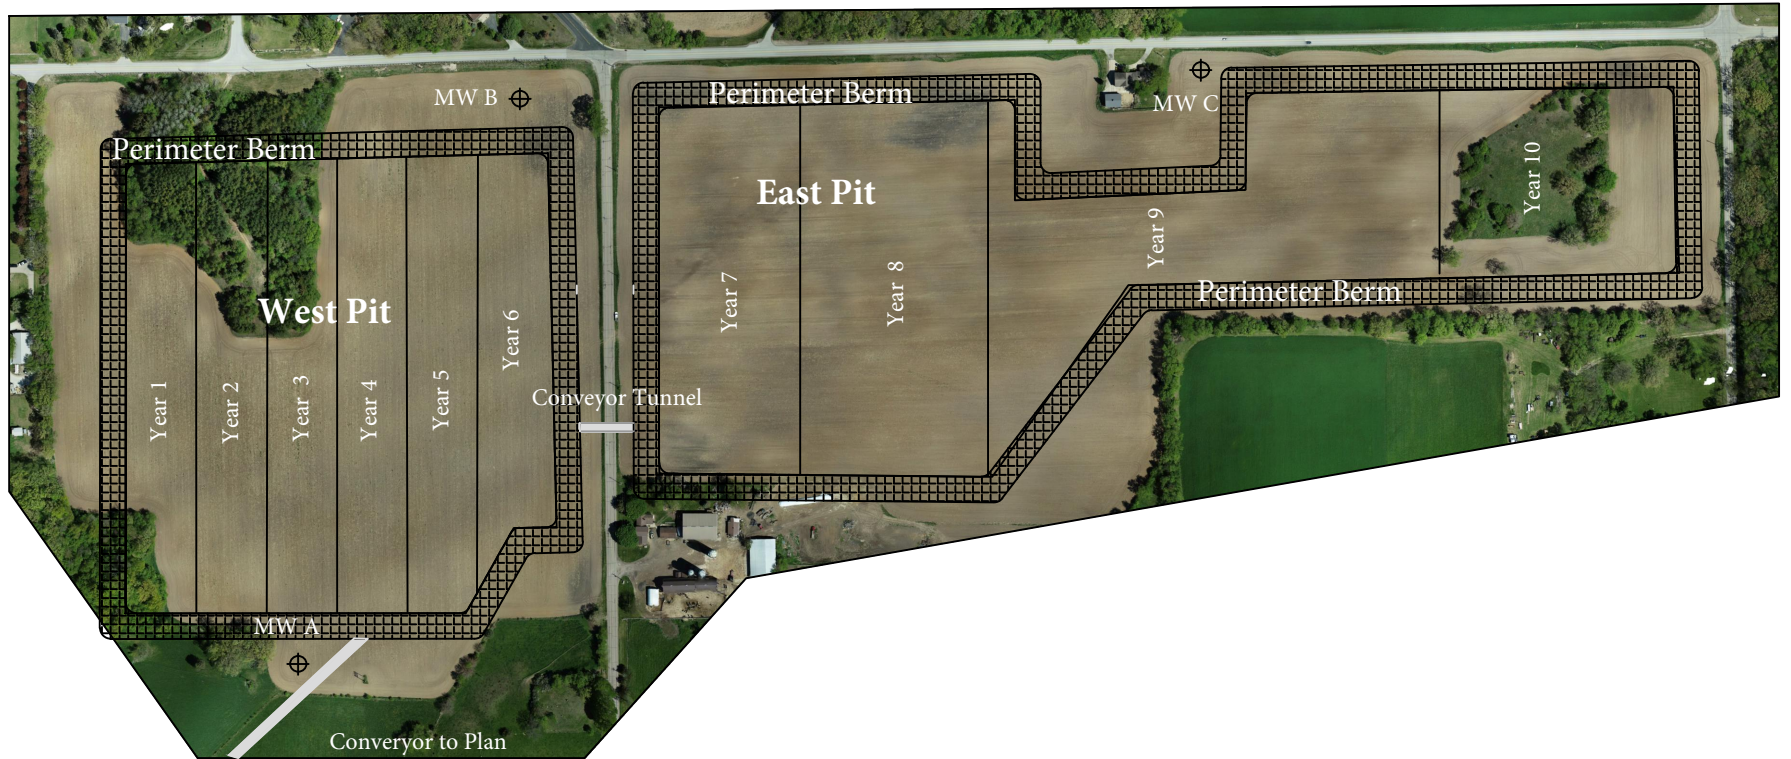 MW B
Perimeter Berm
MW C
Perimeter Berm
Year 10
East Pit
Year 9
Perimeter Berm
West Pit
Year 7
Year 8
Year 6
Year 1
Year 2
Year 3
Year 4
Year 5
Conveyor Tunnel
MW A
Converyor to Plan